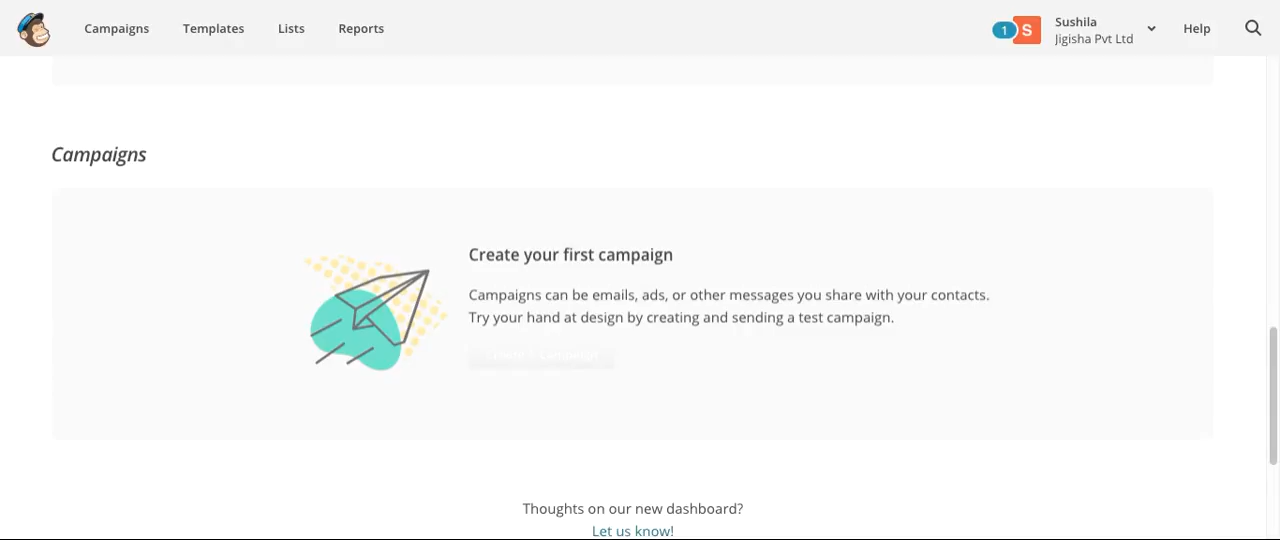 Campaigns Templates Lists Reports 1 S Sushila Help
Jigisha Pvt Ltd
Campaigns
Create your first campaign
Campaigns can be emails, ads, or other messages you share with your contacts.
Try your hand at design by creating and sending a test campaign.
Thoughts on our new dashboard?
Let us know!